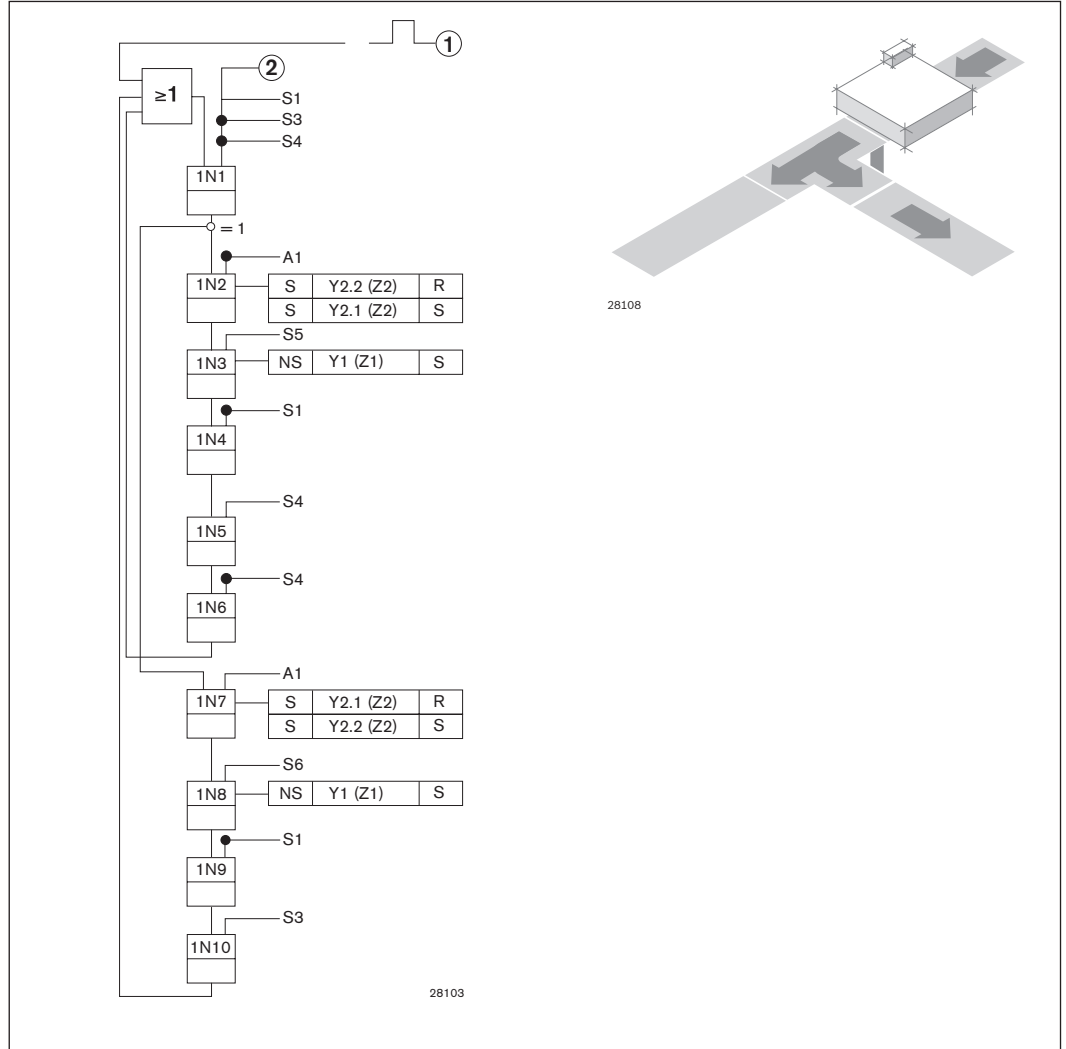 1
2
≥1
S1
S3
S4
1N1
= 1
A1
1N2 S Y2.2 (Z2) R
S Y2.1 (Z2) S
S5
1N3 NS Y1 (Z1) S
S1
1N4
S4
1N5
S4
1N6
A1
1N7 S Y2.1 (Z2) R
S Y2.2 (Z2) S
S6
1N8 NS Y1 (Z1) S
S1
1N9
S3
1N10
28103
28108